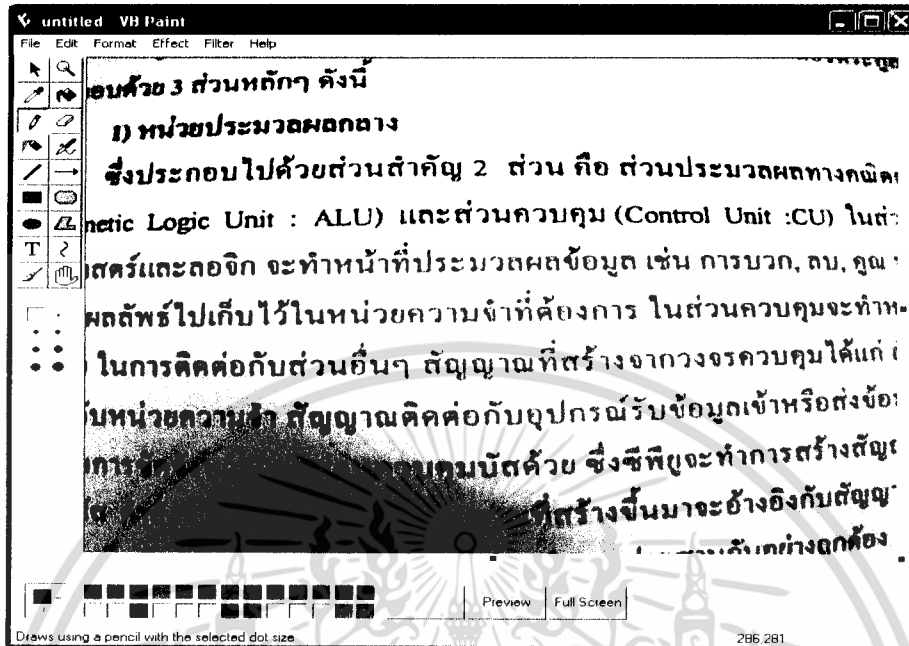 untitled VB Paint
File Edit Format Effect Filter Help
อบด้วย 3 ส่วนหลักๆ ดังนี้
1) หน่วยประมวลผลกลาง
ซึ่งประกอบไปด้วยส่วนสำคัญ 2 ส่วน คือ ส่วนประมวลผลทางคณิต
netic Logic Unit : ALU) และส่วนควบคุม (Control Unit :CU) ในส่ว
าสตร์และลอจิก จะทำหน้าที่ประมวลผลข้อมูล เช่น การบวก, ลบ, คูณ
ผลลัพธ์ไปเก็บไว้ในหน่วยความจำที่ต้องการ ในส่วนควบคุมจะทำห
ในการติดต่อกับส่วนอื่นๆ สัญญาณที่สร้างจากวงจรควบคุมได้แก่
ับหน่วยความจำ สัญญาณติดต่อกับอุปกรณ์รับข้อมูลเข้าหรือส่งข้อ
ควบคุมบัสด้วย ซึ่งซีพียูจะทำการสร้างสัญ
ที่สร้างขึ้นมาจะอ้างอิงกับสัญญ
กันอย่างถูกต้อง
Preview Full Screen
Draws using a pencil with the selected dot size
286,281